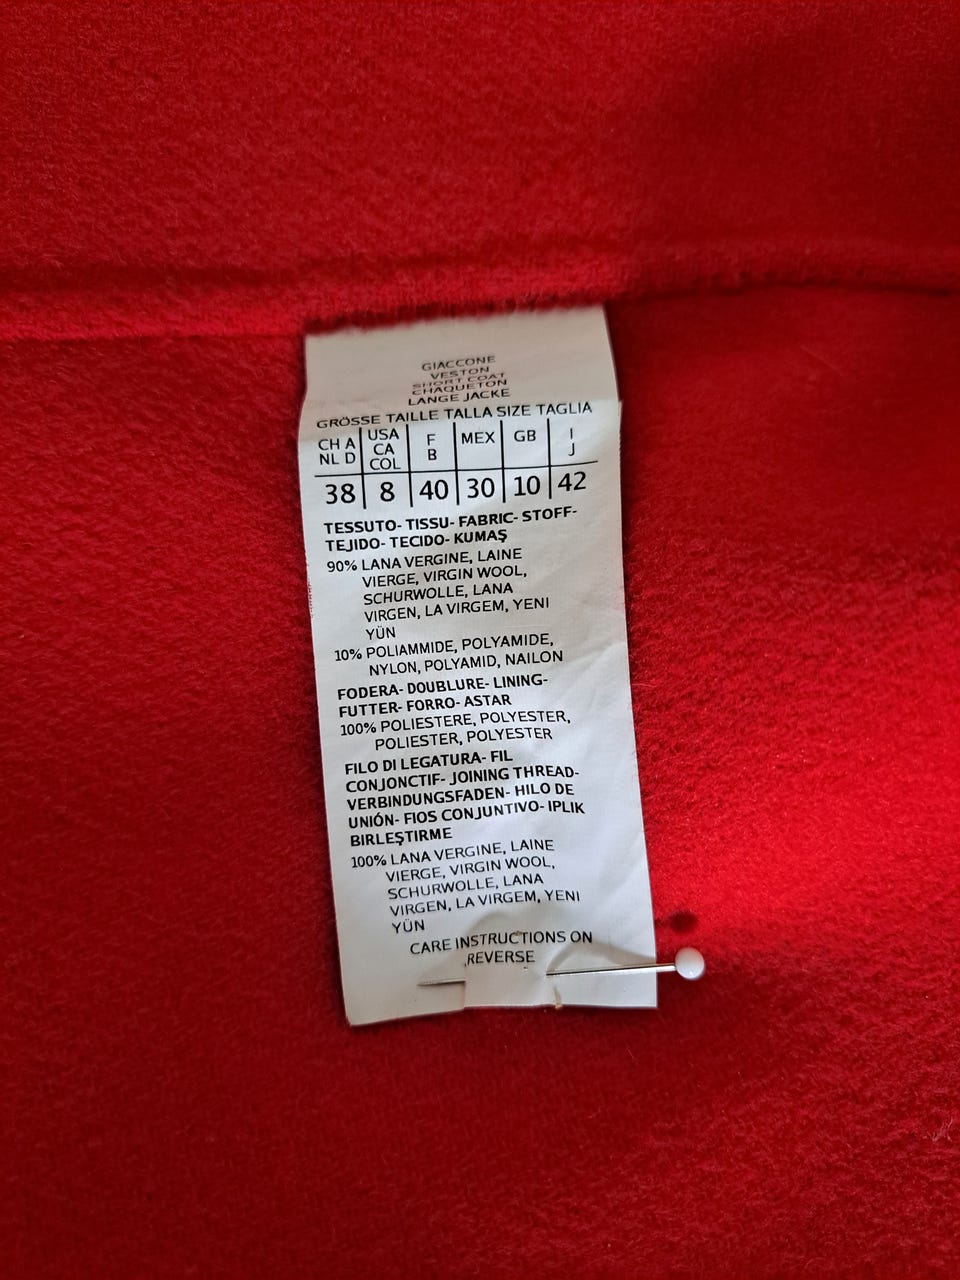 GIACCONE
VESTON
SHORT COAT
CHAQUETON
LANGE JACKE
GRÖSSE TAILLE TALLA SIZE TAGLIA
CH A USA F MEX GB I
NL D CA B J
COL
38 8 40 30 10 42
TESSUTO- TISSU- FABRIC- STOFF-
TEJIDO- TECIDO- KUMAŞ
90% LANA VERGINE, LAINE
VIERGE, VIRGIN WOOL,
SCHURWOLLE, LANA
VIRGEN, LA VIRGEM, YENI
YÜN
10% POLIAMMIDE, POLYAMIDE,
NYLON, POLYAMID, NAILON
FODERA- DOUBLURE- LINING-
FUTTER- FORRO- ASTAR
100% POLIESTERE, POLYESTER,
POLIESTER, POLYESTER
FILO DI LEGATURA- FIL
CONJONCTIF- JOINING THREAD-
VERBINDUNGSFADEN- HILO DE
UNIÓN- FIOS CONJUNTIVO- IPLIK
BIRLEŞTIRME
100% LANA VERGINE, LAINE
VIERGE, VIRGIN WOOL,
SCHURWOLLE, LANA
VIRGEN, LA VIRGEM, YENI
YÜN
CARE INSTRUCTIONS ON
REVERSE